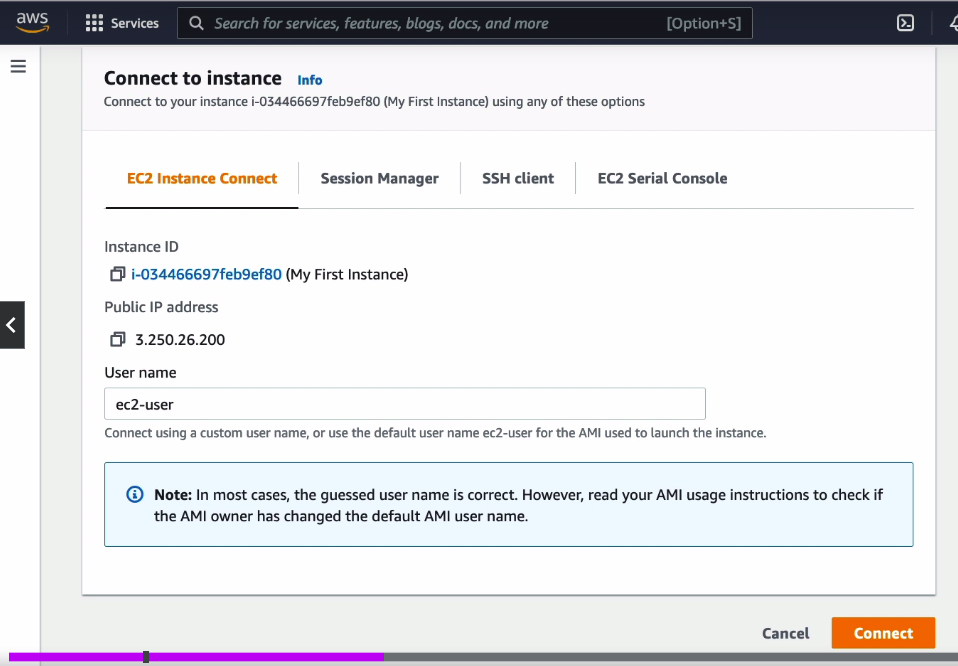 aws
Services
Search for services, features, blogs, docs, and more [Option+S]
Connect to instance Info
Connect to your instance i-034466697feb9ef80 (My First Instance) using any of these options
EC2 Instance Connect Session Manager SSH client EC2 Serial Console
Instance ID
i-034466697feb9ef80 (My First Instance)
Public IP address
3.250.26.200
User name
ec2-user
Connect using a custom user name, or use the default user name ec2-user for the AMI used to launch the instance.
Note: In most cases, the guessed user name is correct. However, read your AMI usage instructions to check if
the AMI owner has changed the default AMI user name.
Cancel Connect